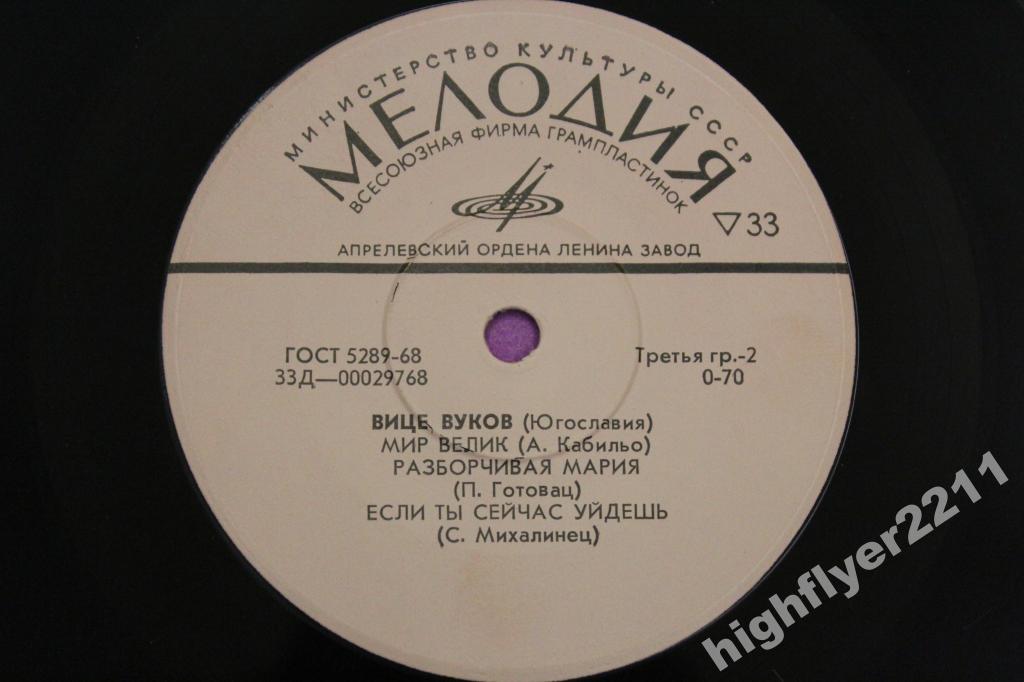 МИНИСТЕРСТВО КУЛЬТУРЫ СССР
МЕЛОДИЯ
ВСЕСОЮЗНАЯ ФИРМА ГРАМПЛАСТИНОК
▽33
АПРЕЛЕВСКИЙ ОРДЕНА ЛЕНИНА ЗАВОД
ГОСТ 5289-68
Третья гр.-2
33Д—00029768
0-70
ВИЦЕ ВУКОВ (Югославия)
МИР ВЕЛИК (А. Кабильо)
РАЗБОРЧИВАЯ МАРИЯ
(П. Готовац)
ЕСЛИ ТЫ СЕЙЧАС УЙДЕШЬ
(С. Михалинец)
highflyer2211